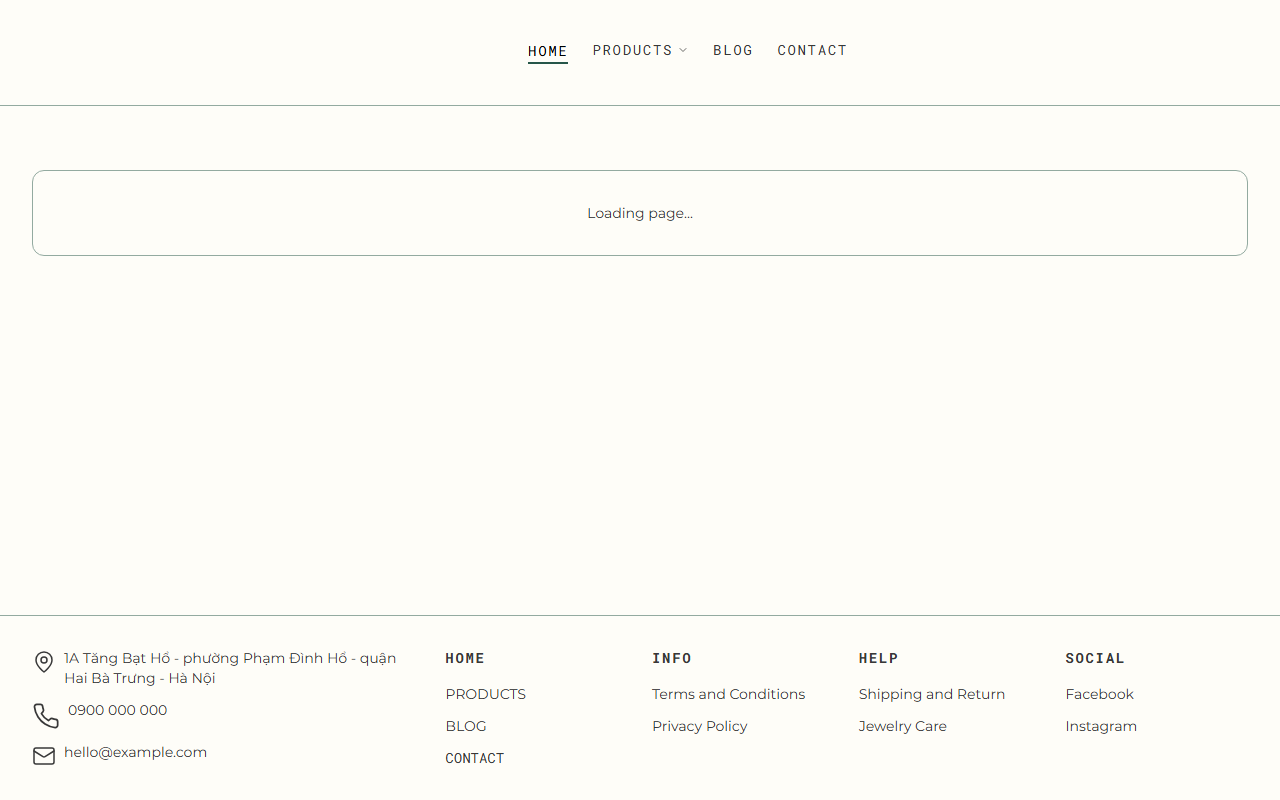 HOME
PRODUCTS
BLOG
CONTACT
Loading page...
1A Tăng Bạt Hổ - phường Phạm Đình Hổ - quận
Hai Bà Trưng - Hà Nội
0900 000 000
hello@example.com
HOME
PRODUCTS
BLOG
CONTACT
INFO
Terms and Conditions
Privacy Policy
HELP
Shipping and Return
Jewelry Care
SOCIAL
Facebook
Instagram